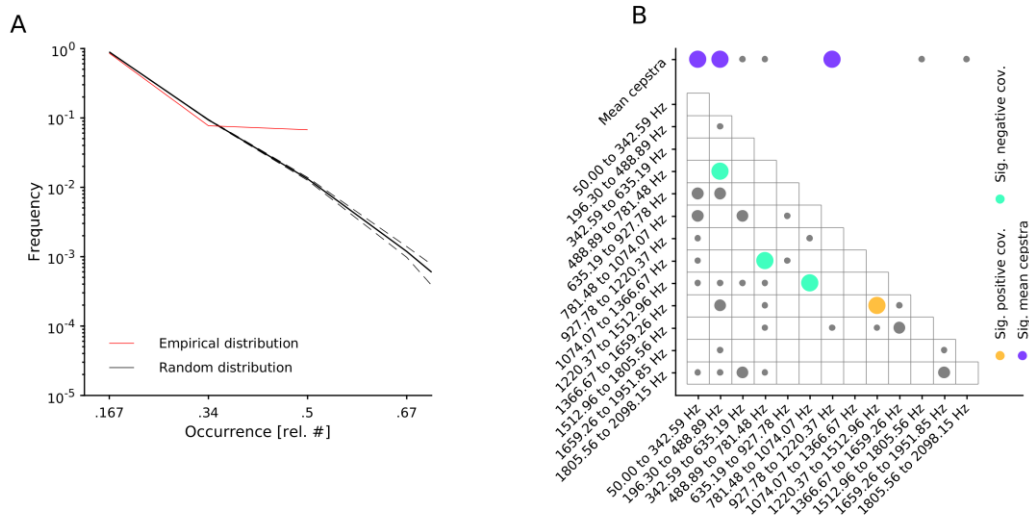 A
10^0
10^-1
10^-2
10^-3
10^-4
10^-5
Frequency
Empirical distribution
Random distribution
.167
.34
.5
.67
Occurrence [rel. #]
B
Mean cepstra
50.00 to 342.59 Hz
196.30 to 488.89 Hz
342.59 to 635.19 Hz
488.89 to 781.48 Hz
635.19 to 927.78 Hz
781.48 to 1074.07 Hz
927.78 to 1220.37 Hz
1074.07 to 1366.67 Hz
1220.37 to 1512.96 Hz
1366.67 to 1659.26 Hz
1512.96 to 1805.56 Hz
1659.26 to 1951.85 Hz
1805.56 to 2098.15 Hz
50.00 to 342.59 Hz
196.30 to 488.89 Hz
342.59 to 635.19 Hz
488.89 to 781.48 Hz
635.19 to 927.78 Hz
781.48 to 1074.07 Hz
927.78 to 1220.37 Hz
1074.07 to 1366.67 Hz
1220.37 to 1512.96 Hz
1366.67 to 1659.26 Hz
1512.96 to 1805.56 Hz
1659.26 to 1951.85 Hz
1805.56 to 2098.15 Hz
Sig. positive cov.
Sig. negative cov.
Sig. mean cepstra